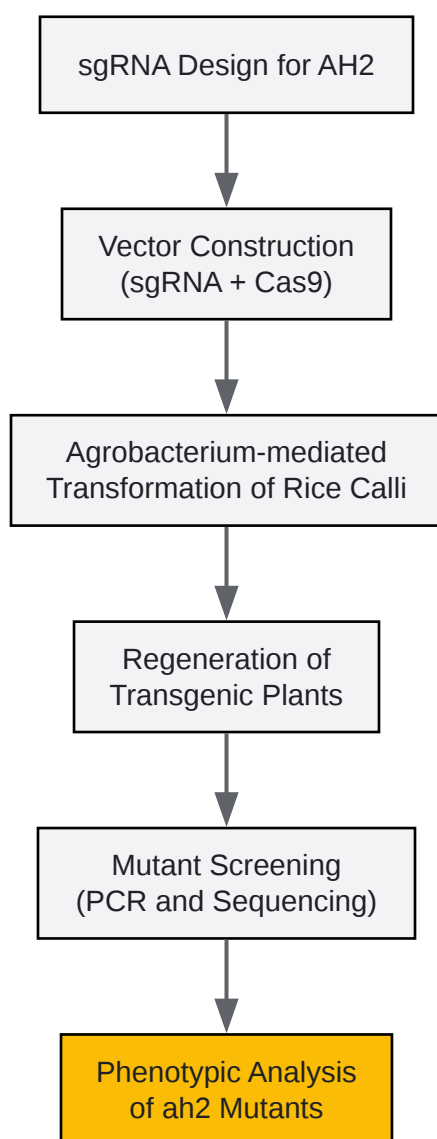 sgRNA Design for AH2
Vector Construction
(sgRNA + Cas9)
Agrobacterium-mediated
Transformation of Rice Calli
Regeneration of
Transgenic Plants
Mutant Screening
(PCR and Sequencing)
Phenotypic Analysis
of ah2 Mutants